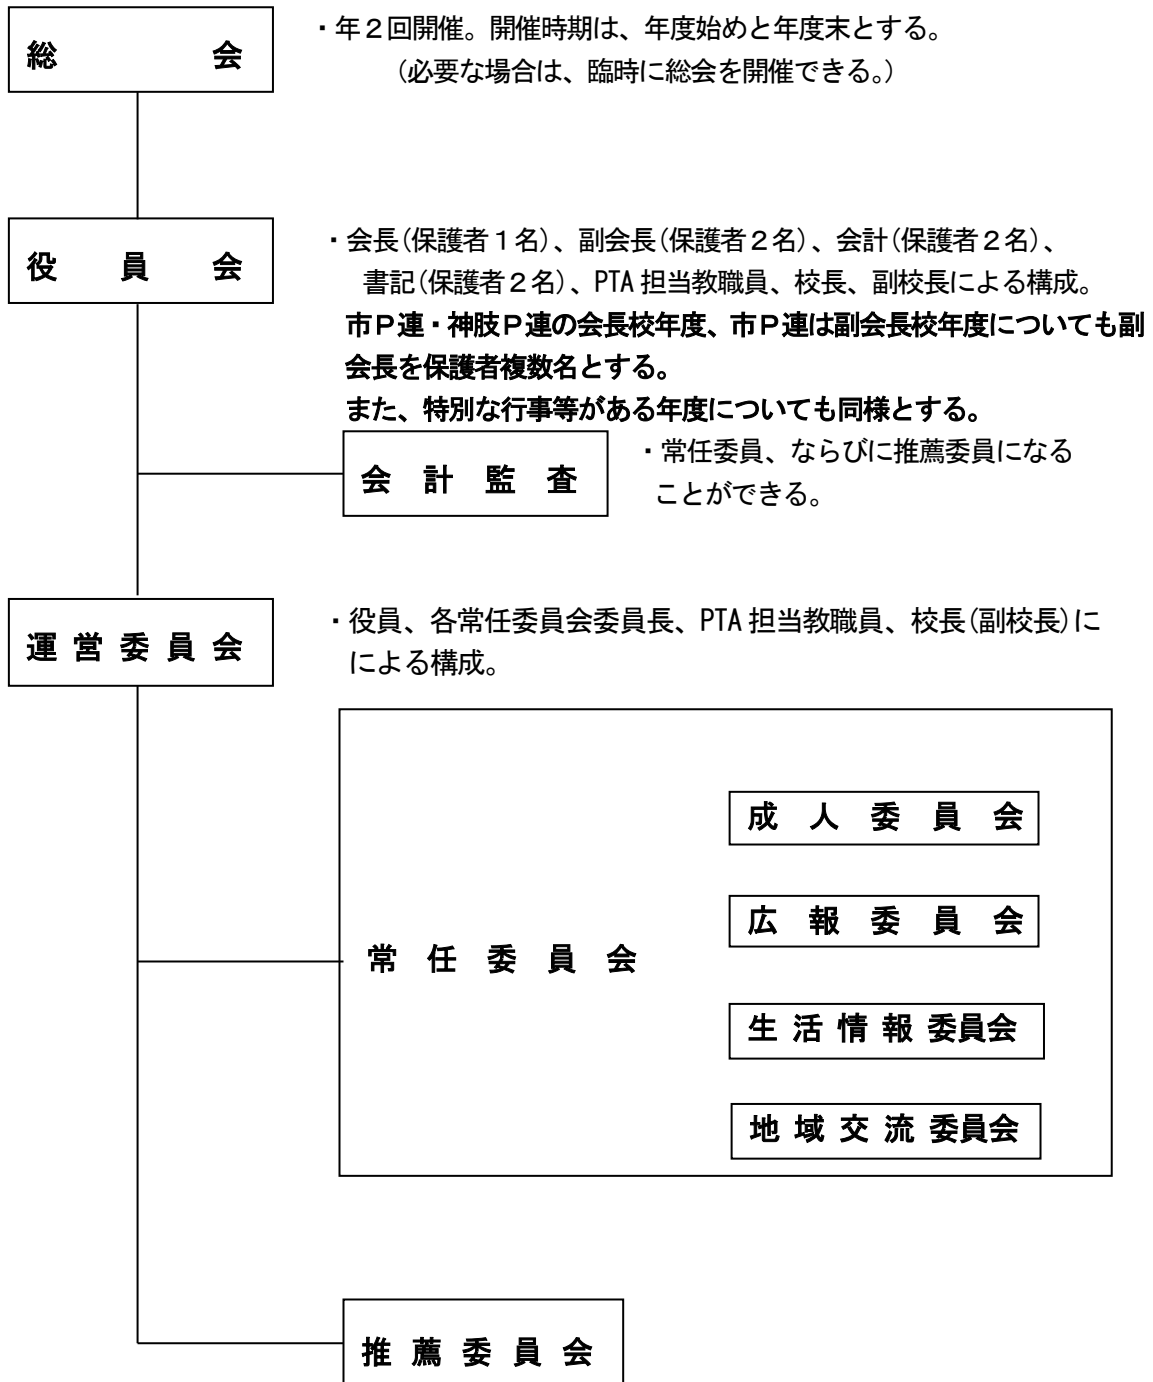 総会
・年２回開催。開催時期は、年度始めと年度末とする。
（必要な場合は、臨時に総会を開催できる。）
役員会
・会長（保護者１名）、副会長（保護者２名）、会計（保護者２名）、
書記（保護者２名）、PTA 担当教職員、校長、副校長による構成。
市Ｐ連・神肢Ｐ連の会長校年度、市Ｐ連は副会長校年度についても副
会長を保護者複数名とする。
また、特別な行事等がある年度についても同様とする。
会計監査
・常任委員、ならびに推薦委員になる
ことができる。
運営委員会
・役員、各常任委員会委員長、PTA 担当教職員、校長（副校長）に
による構成。
成人委員会
広報委員会
常任委員会
生活情報委員会
地域交流委員会
推薦委員会